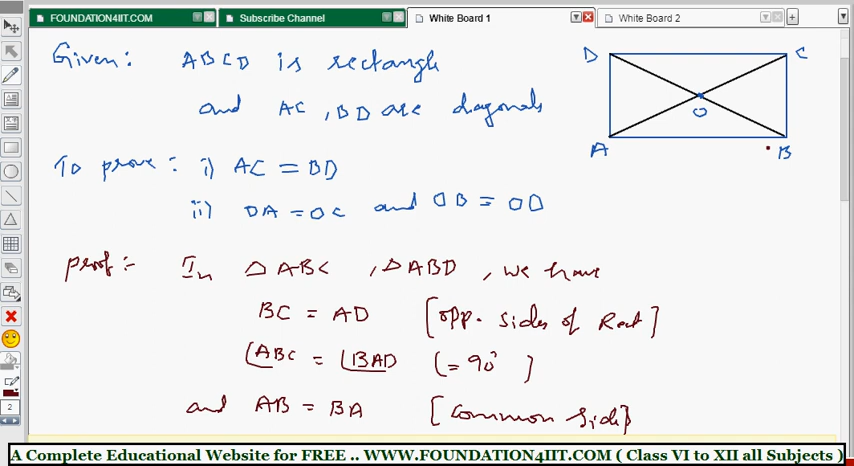 FOUNDATION4IIT.COM
Subscribe Channel
White Board 1
White Board 2
Given: ABCD is rectangle
and AC, BD are diagonals
D
C
O
A
B
To prove: i) AC = BD
ii) OA = OC and OB = OD
proof:- In △ABC, △ABD, we have
BC = AD [opp. sides of Rect]
∠ABC = ∠BAD (= 90°)
and AB = BA [Common side]
2
A Complete Educational Website for FREE .. WWW.FOUNDATION4IIT.COM ( Class VI to XII all Subjects )